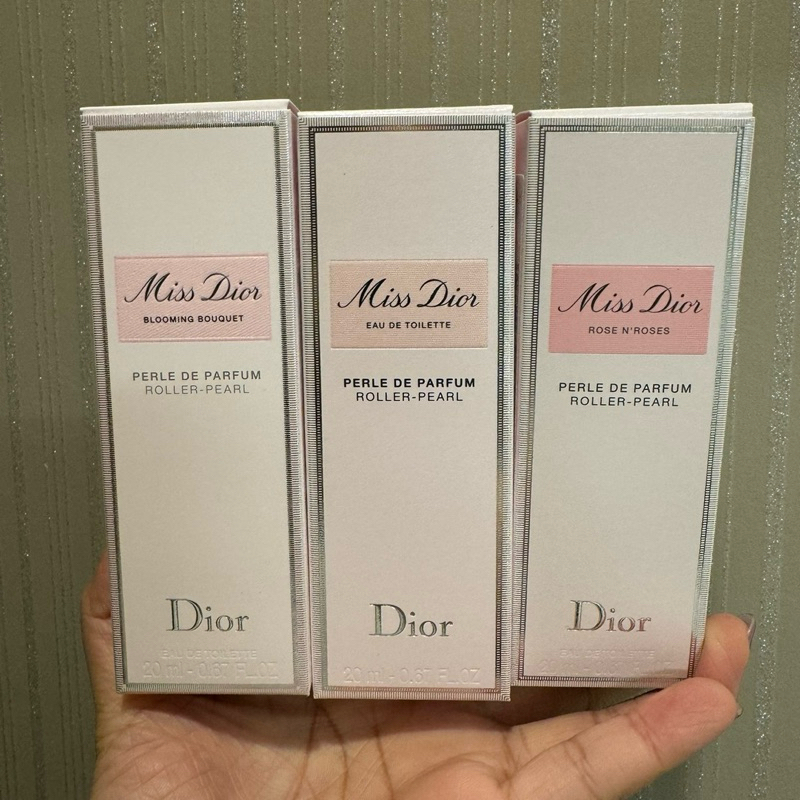 Miss Dior
BLOOMING BOUQUET
PERLE DE PARFUM
ROLLER-PEARL
Dior
EAU DE TOILETTE
20 ml - 0.67 FL.OZ
Miss Dior
EAU DE TOILETTE
PERLE DE PARFUM
ROLLER-PEARL
Dior
20 ml - 0.67 FL.OZ
Miss Dior
ROSE N'ROSES
PERLE DE PARFUM
ROLLER-PEARL
Dior
EAU DE TOILETTE